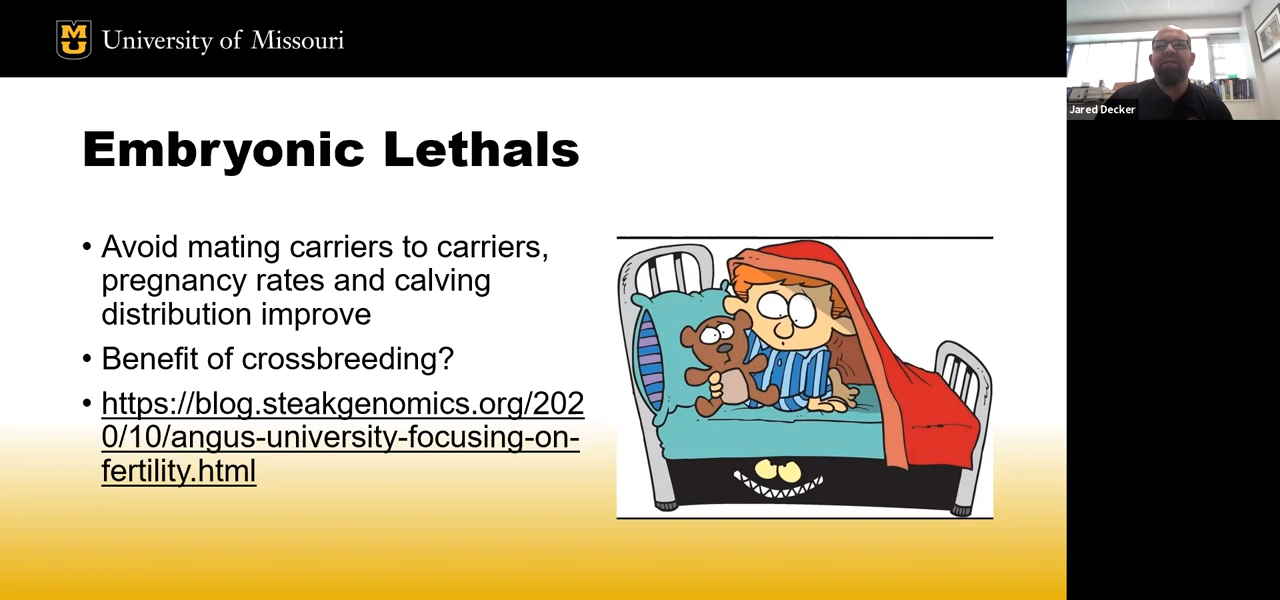 MU
University of Missouri
Jared Decker
Embryonic Lethals
• Avoid mating carriers to carriers,
pregnancy rates and calving
distribution improve
• Benefit of crossbreeding?
• https://blog.steakgenomics.org/202
0/10/angus-university-focusing-on-
fertility.html